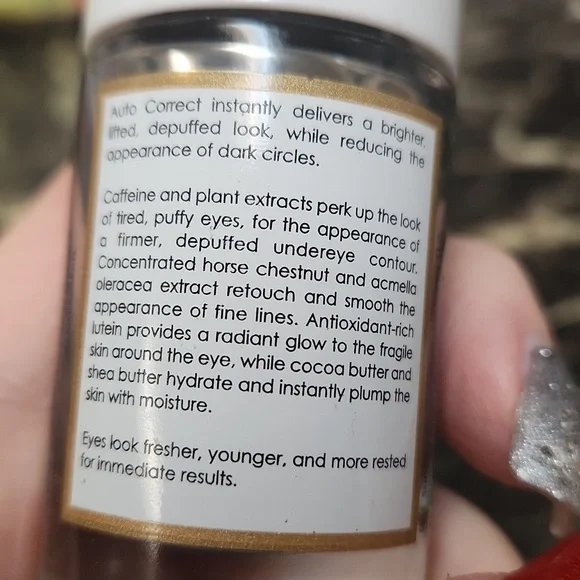 Auto Correct instantly delivers a brighter,
lifted, depuffed look, while reducing the
appearance of dark circles.
Caffeine and plant extracts perk up the look
of tired, puffy eyes, for the appearance of
a firmer, depuffed undereye contour.
Concentrated horse chestnut and acmella
oleracea extract retouch and smooth the
appearance of fine lines. Antioxidant-rich
lutein provides a radiant glow to the fragile
skin around the eye, while cocoa butter and
shea butter hydrate and instantly plump the
skin with moisture.
Eyes look fresher, younger, and more rested
for immediate results.